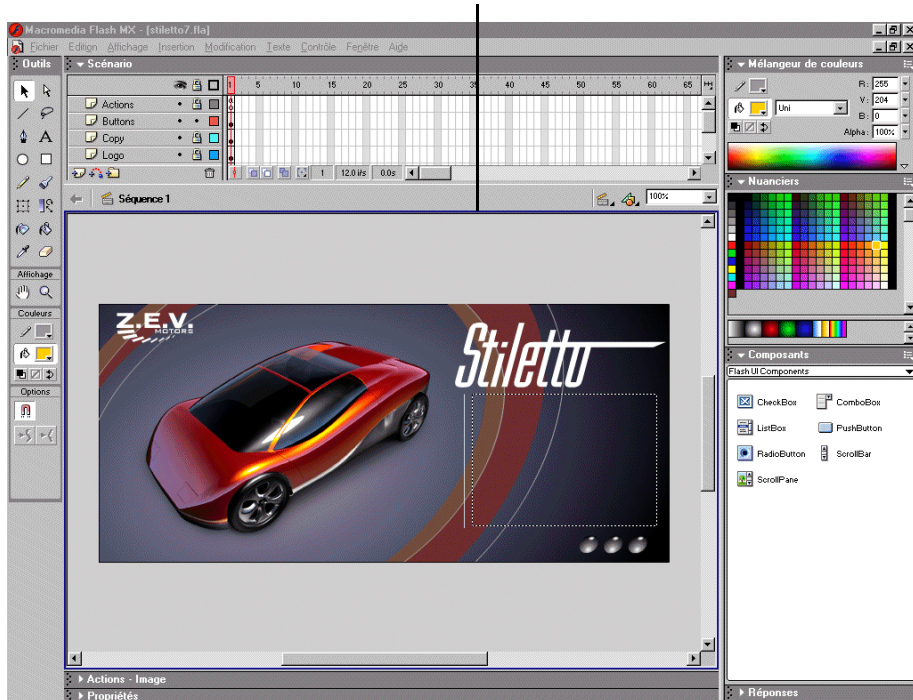 Macromedia Flash MX - [stiletto7.fla]
Fichier Edition Affichage Insertion Modification Texte Contrôle Fenêtre Aide
Outils
Scénario
1 5 10 15 20 25 30 35 40 45 50 55 60 65
Actions
Buttons
Copy
Logo
1 12.0 i/s 0.0s
Séquence 1
100%
Affichage
Couleurs
Options
Z.E.V.
MOTORS
Stiletto
Mélangeur de couleurs
R: 255
Uni
V: 204
B: 0
Alpha: 100%
Nuanciers
Composants
Flash UI Components
CheckBox ComboBox
ListBox PushButton
RadioButton ScrollBar
ScrollPane
Actions - Image
Propriétés
Réponses